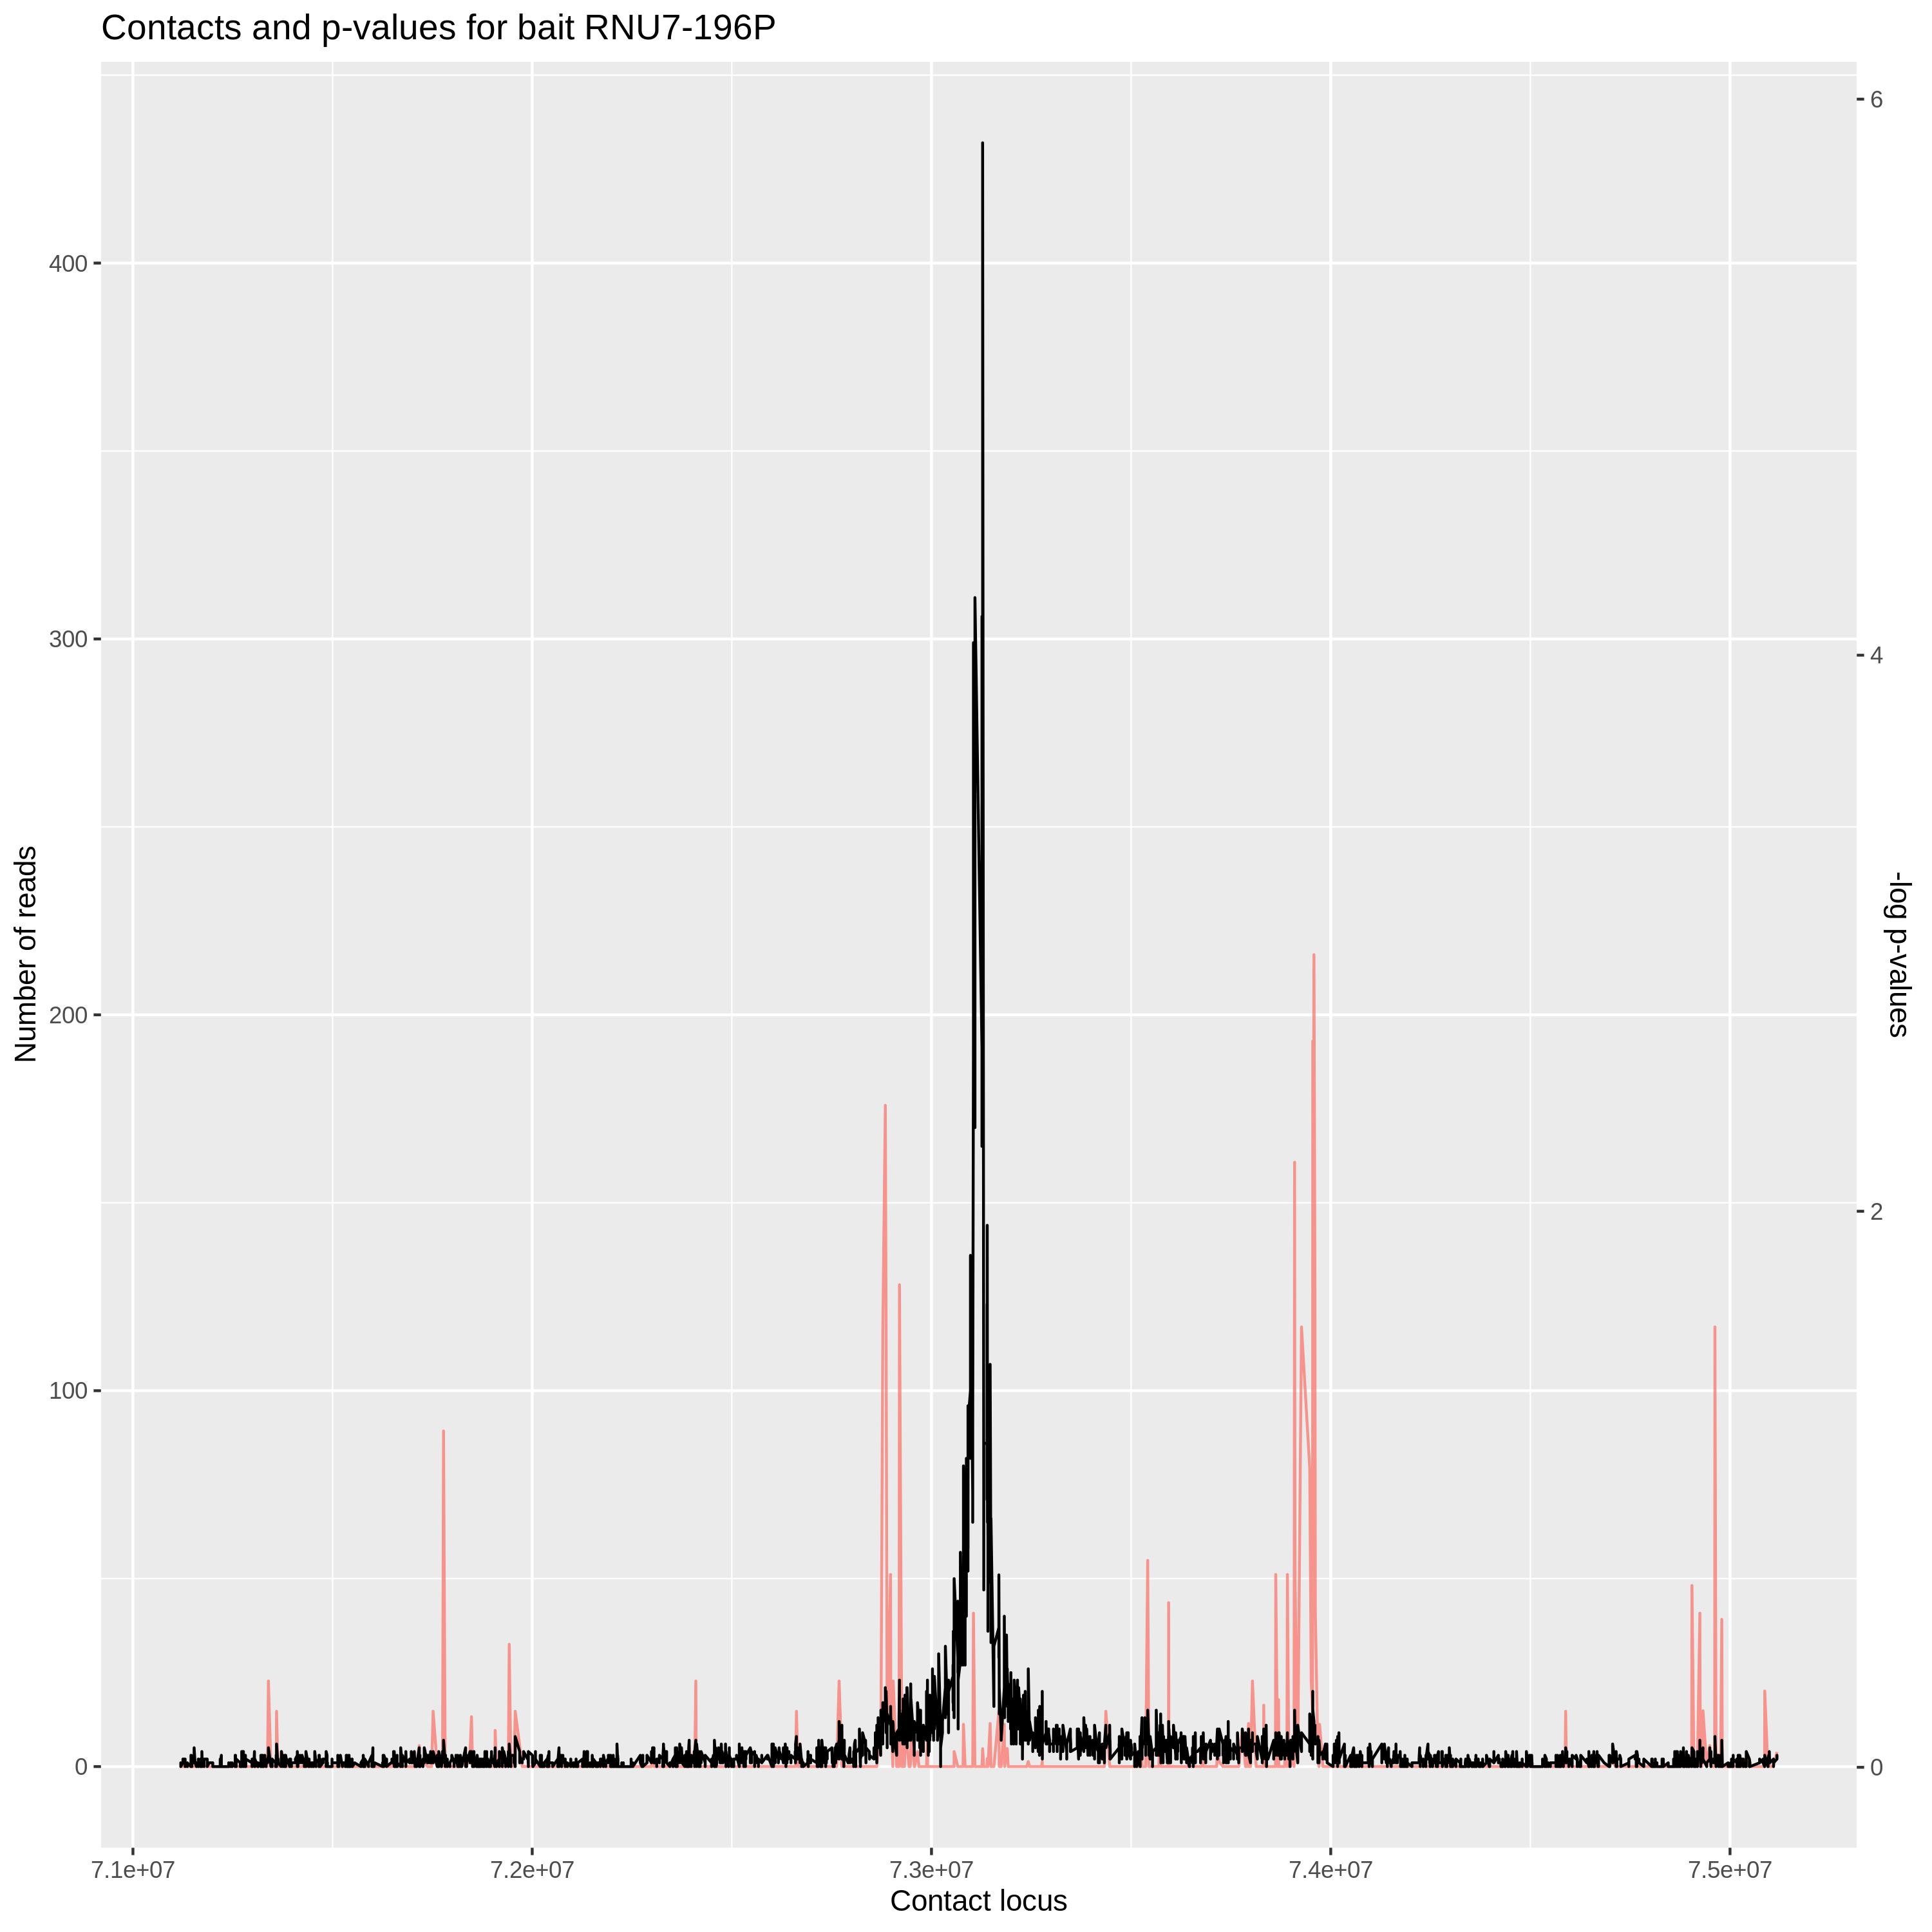 Contacts and p-values for bait RNU7-196P
400
300
200
100
0
Number of reads
6
4
2
0
-log p-values
7.1e+07 7.2e+07 7.3e+07 7.4e+07 7.5e+07
Contact locus